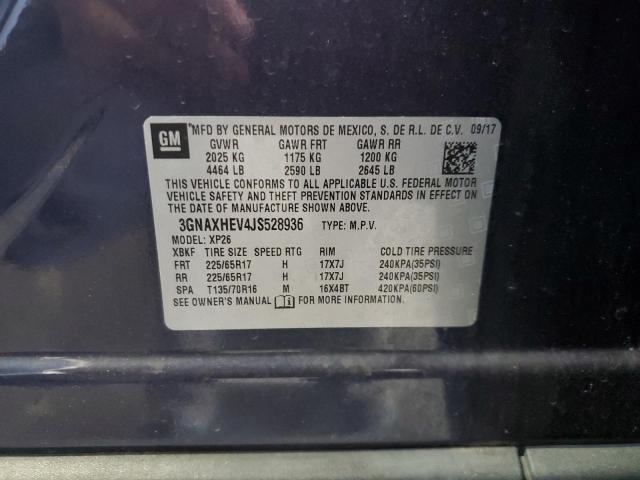 GM
MFD BY GENERAL MOTORS DE MEXICO, S. DE R.L. DE C.V. 09/17
GVWR GAWR FRT GAWR RR
2025 KG 1175 KG 1200 KG
4464 LB 2590 LB 2645 LB
THIS VEHICLE CONFORMS TO ALL APPLICABLE U.S. FEDERAL MOTOR
VEHICLE SAFETY AND THEFT PREVENTION STANDARDS IN EFFECT ON
THE DATE OF MANUFACTURE SHOWN ABOVE.
3GNAXHEV4JS528936 TYPE: M.P.V.
MODEL: XP26
XBKF TIRE SIZE SPEED RTG RIM COLD TIRE PRESSURE
FRT 225/65R17 H 17X7J 240KPA(35PSI)
RR 225/65R17 H 17X7J 240KPA(35PSI)
SPA T135/70R16 M 16X4BT 420KPA(60PSI)
SEE OWNER'S MANUAL FOR MORE INFORMATION.